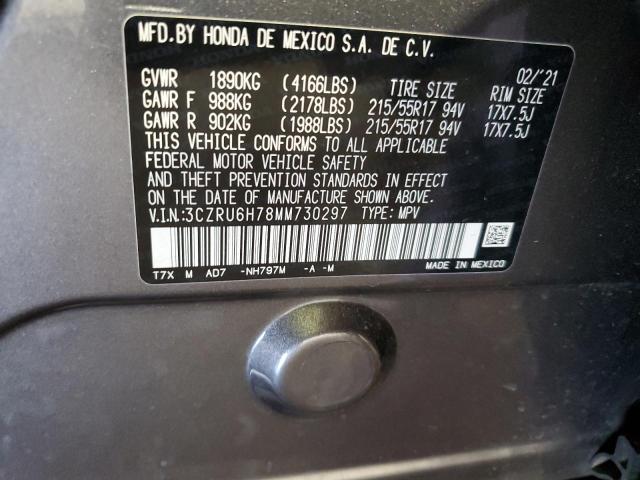 MFD.BY HONDA DE MEXICO S.A. DE C.V.
02/'21
GVWR 1890KG (4166LBS) TIRE SIZE RIM SIZE
GAWR F 988KG (2178LBS) 215/55R17 94V 17X7.5J
GAWR R 902KG (1988LBS) 215/55R17 94V 17X7.5J
THIS VEHICLE CONFORMS TO ALL APPLICABLE
FEDERAL MOTOR VEHICLE SAFETY
AND THEFT PREVENTION STANDARDS IN EFFECT
ON THE DATE OF MANUFACTURE SHOWN ABOVE.
V.I.N:3CZRU6H78MM730297 TYPE: MPV
T7X M AD7 -NH797M -A -M MADE IN MEXICO